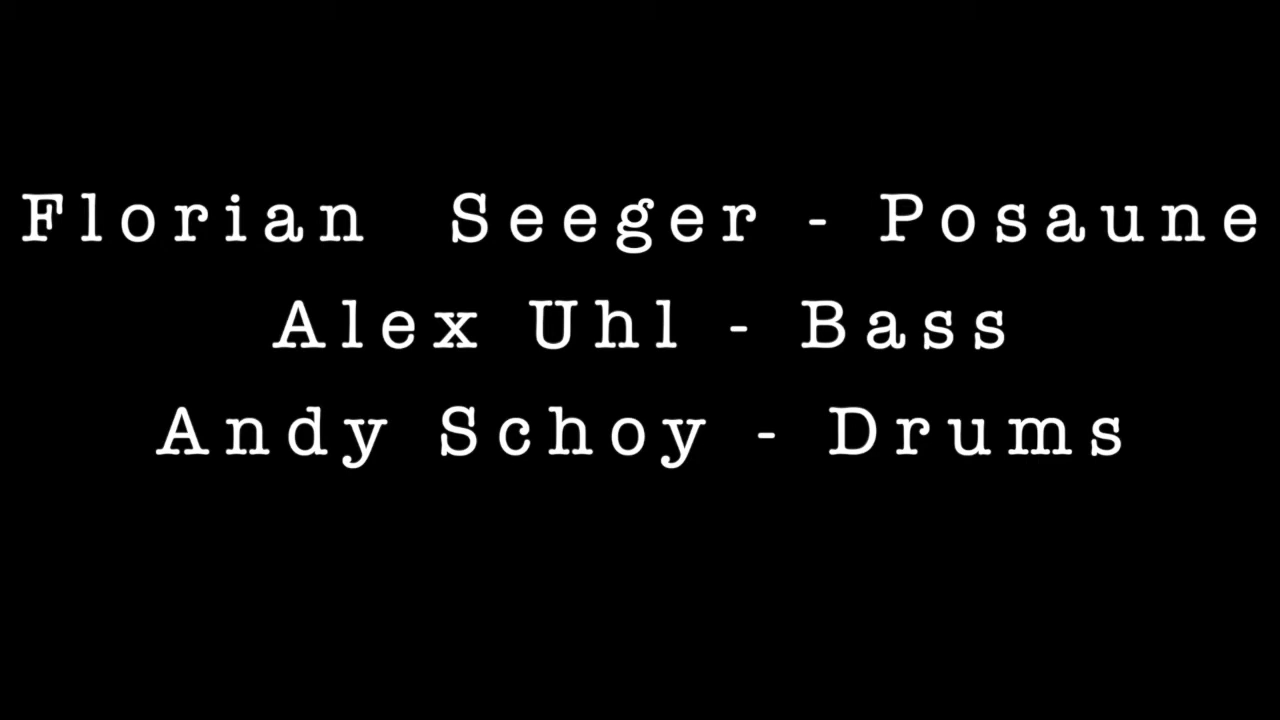 Florian Seeger - Posaune
Alex Uhl - Bass
Andy Schoy - Drums